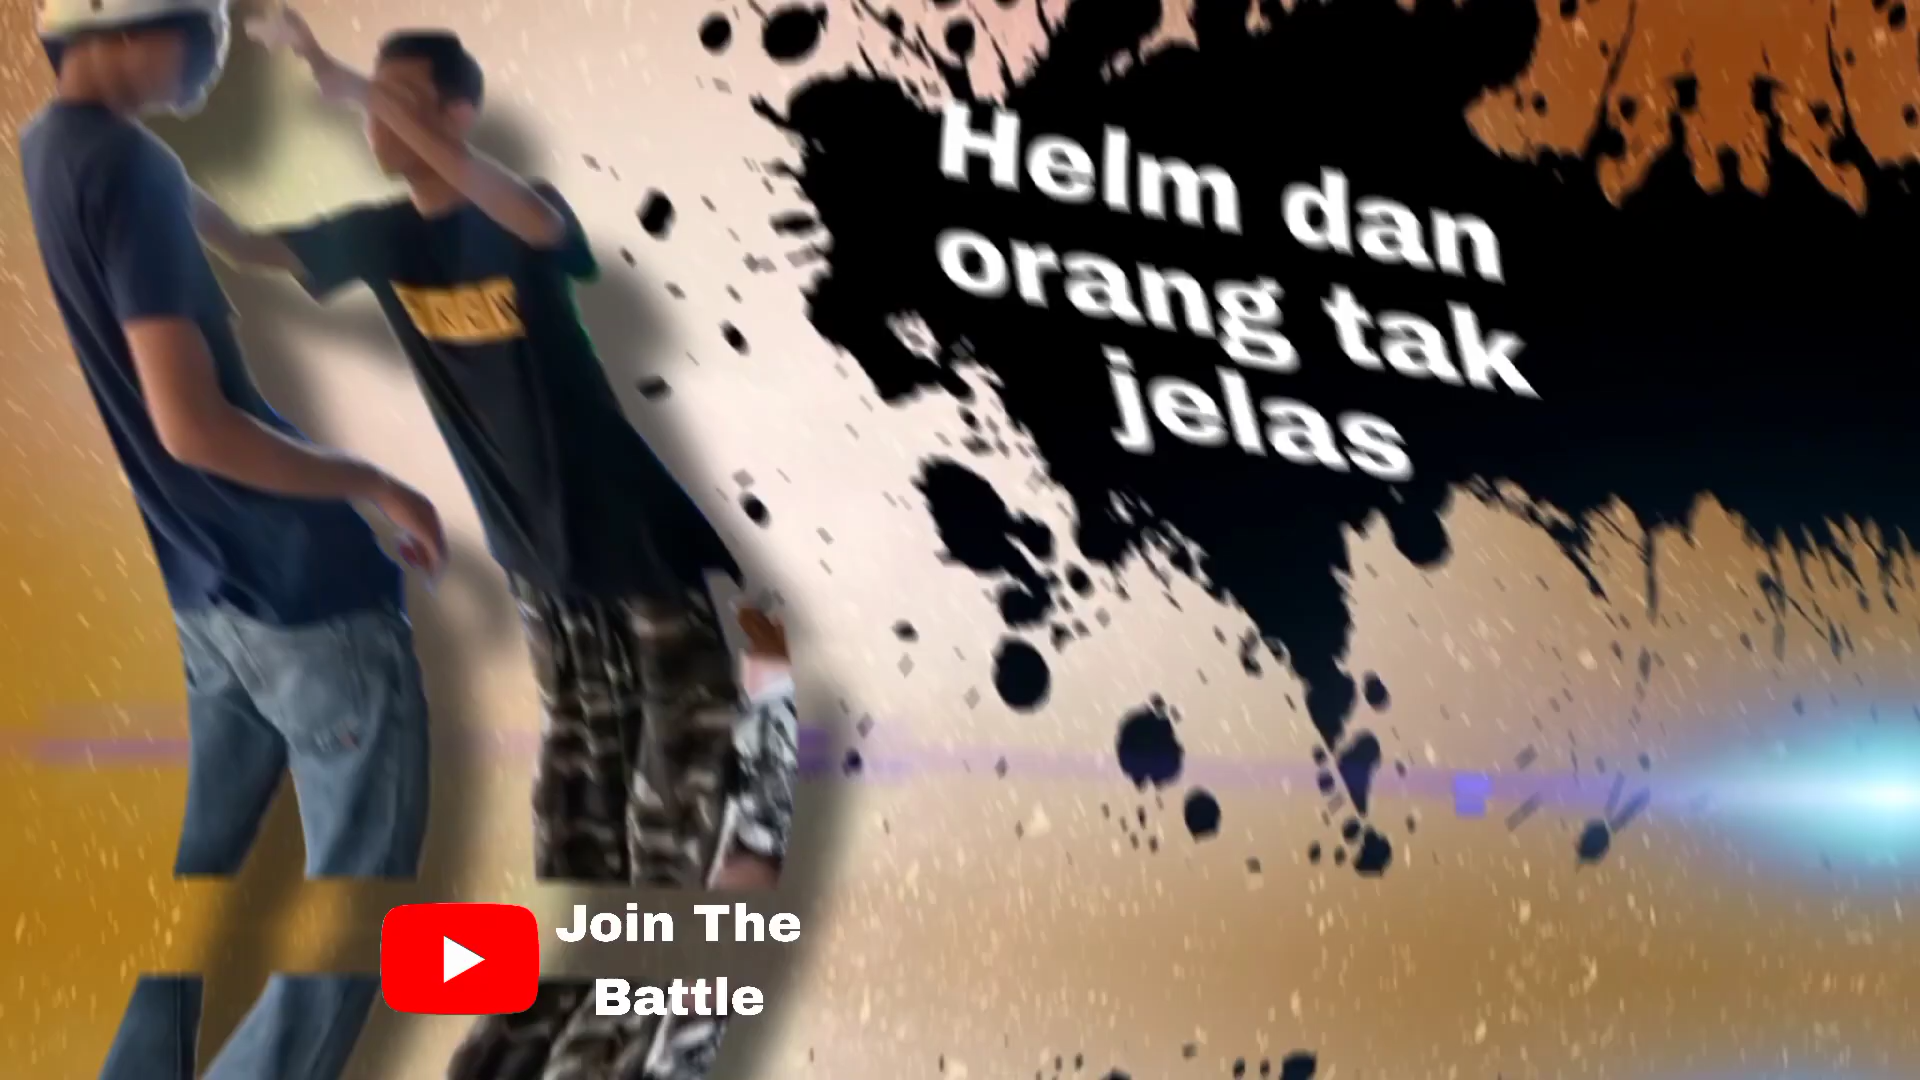 Helm dan
orang tak
jelas
Join The
Battle